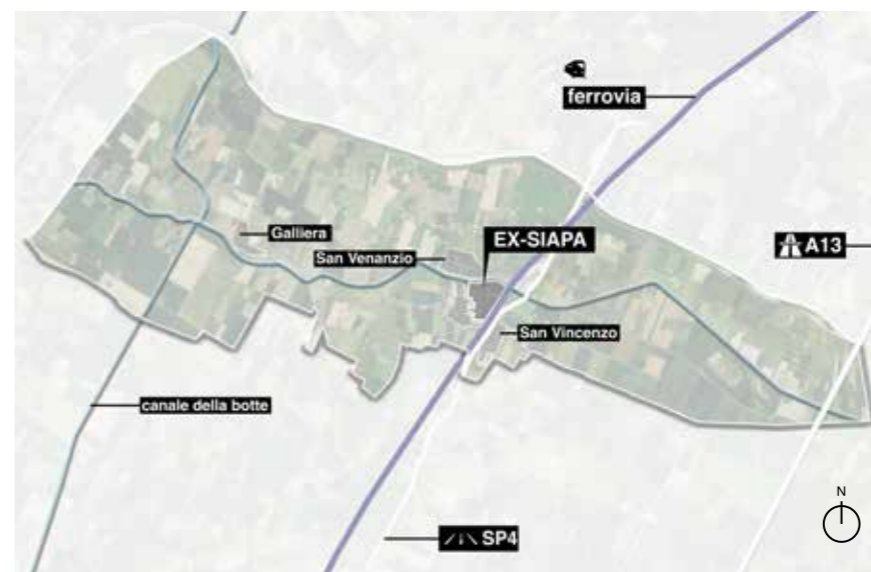 ferrovia
Galliera
EX-SIAPA
A13
San Venanzio
San Vincenzo
canale della botte
N
SP4